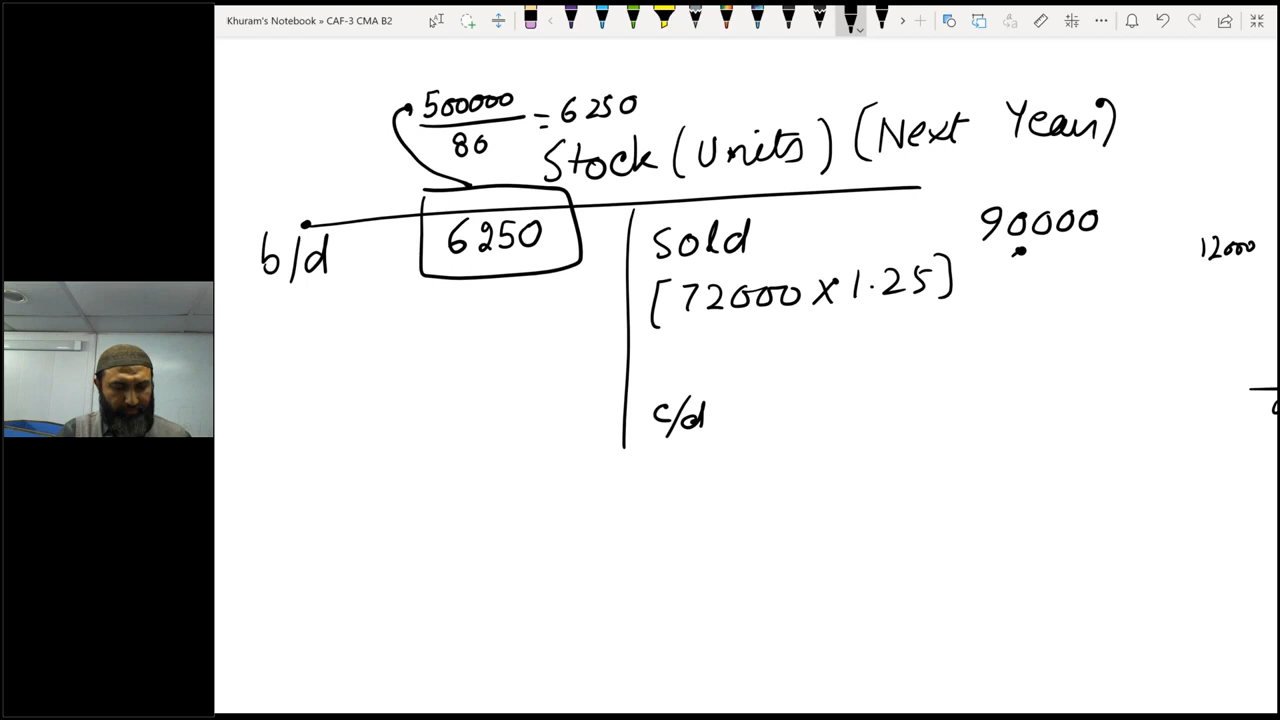 Khuram's Notebook » CAF-3 CMA B2
500000
80
= 6250
Stock (Units) (Next Year)
b/d 6250
Sold 90000
12000
[72000 x 1.25]
c/d